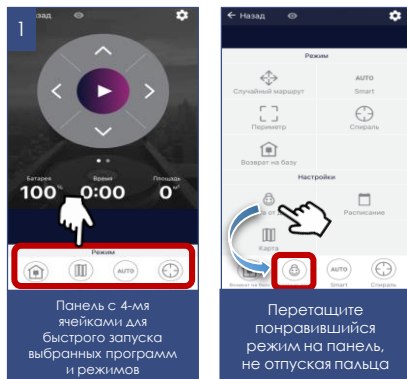 1
Назад
Батарея
Время
Площадь
100%
0:00
0
Режим
AUTO
Панель с 4-мя
ячейками для
быстрого запуска
выбранных программ
и режимов
← Назад
Режим
Случайный маршрут
AUTO
Smart
Периметр
Спираль
Возврат на базу
Настройки
Расписание
Карта
AUTO
Smart
Спираль
Перетащите
понравившийся
режим на панель,
не отпуская пальца